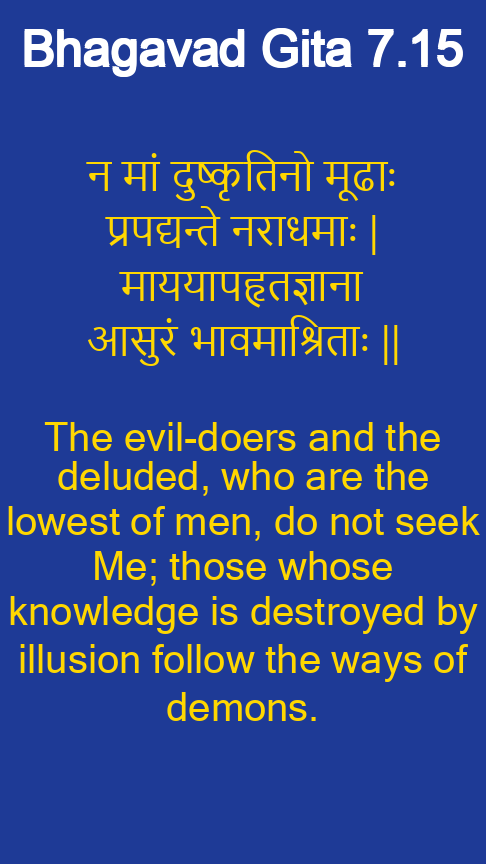 Bhagavad Gita 7.15
न मां दुष्कृतिनो मूढाः
प्रपद्यन्ते नराधमाः |
माययापहृतज्ञाना
आसुरं भावमाश्रिताः ||
The evil-doers and the
deluded, who are the
lowest of men, do not seek
Me; those whose
knowledge is destroyed by
illusion follow the ways of
demons.